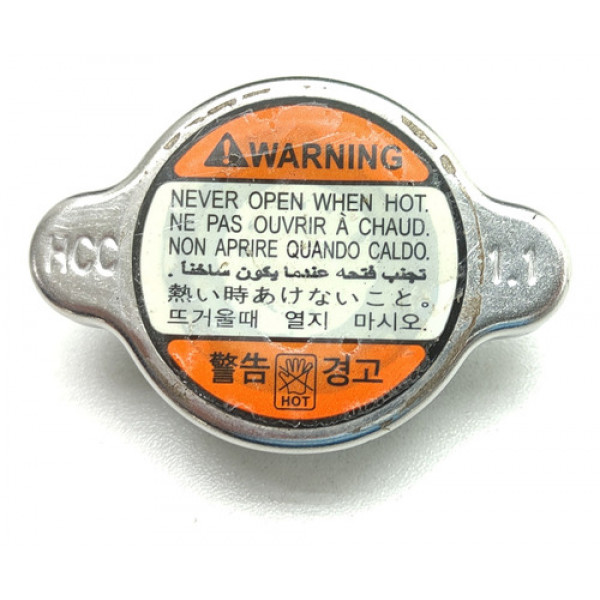 WARNING
NEVER OPEN WHEN HOT.
NE PAS OUVRIR À CHAUD.
NON APRIRE QUANDO CALDO.
تجنب فتحه عندما يكون ساخناً .
熱い時あけないこと。
뜨거울때 열지 마시오.
HCC
1.1
警告 경고
HOT